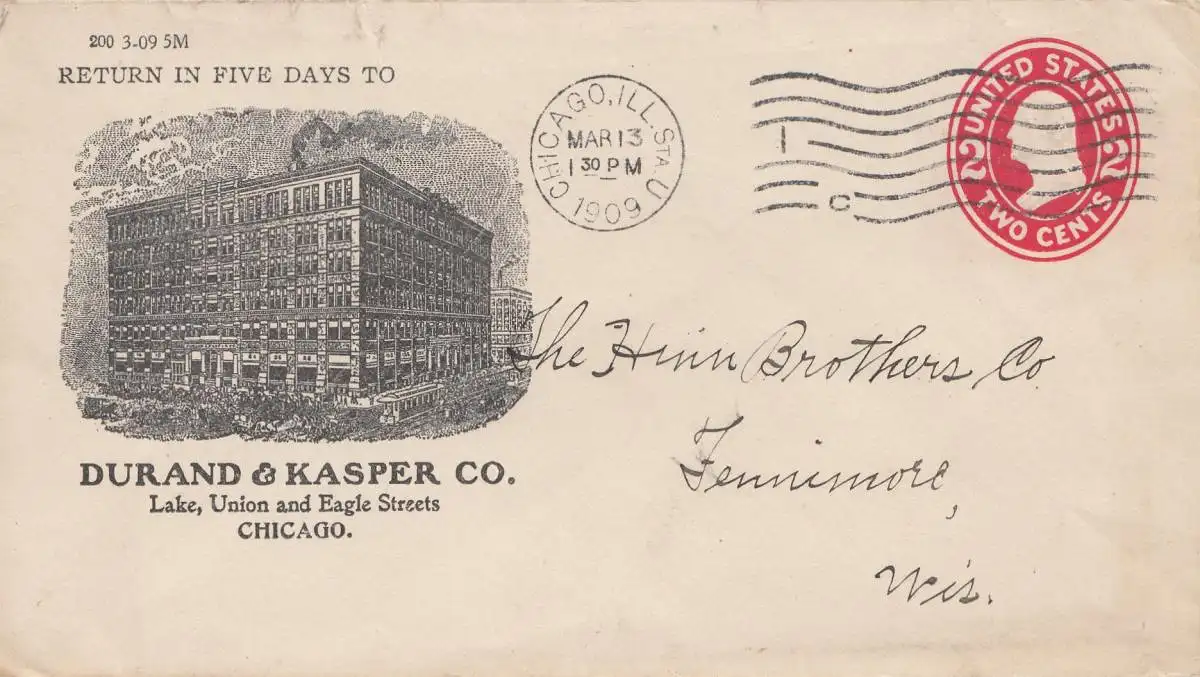 200 3-09 5M
RETURN IN FIVE DAYS TO
CHICAGO, ILL. STA. U
MAR 13
1 30 PM
1909
1
C
UNITED STATES
2 2
TWO CENTS
DURAND & KASPER CO.
Lake, Union and Eagle Streets
CHICAGO.
The Hinn Brothers Co
Fennimore,
Wis.